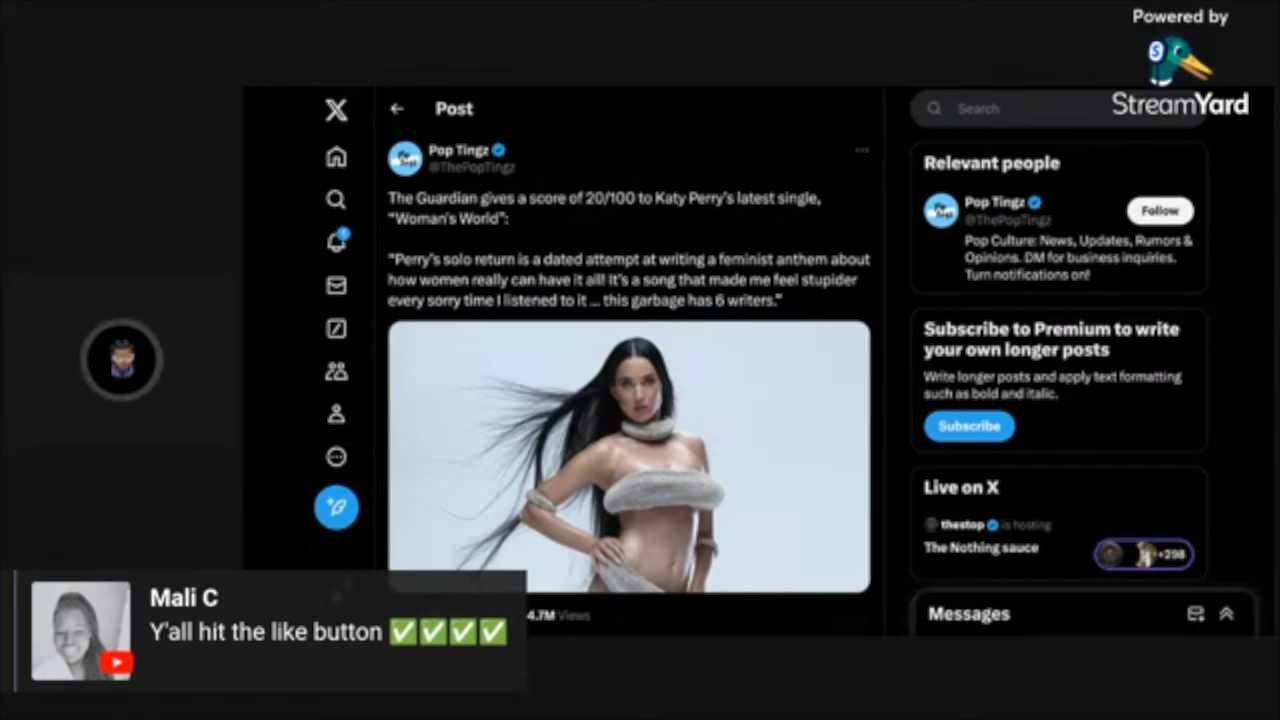 Powered by
StreamYard
Post
Search
Pop Tingz
@ThePopTingz
The Guardian gives a score of 20/100 to Katy Perry's latest single,
"Woman's World":
"Perry's solo return is a dated attempt at writing a feminist anthem about
how women really can have it all! it's a song that made me feel stupider
every sorry time I listened to it ... this garbage has 6 writers."
4.7M Views
Relevant people
Pop Tingz
@ThePopTingz
Follow
Pop Culture: News, Updates, Rumors &
Opinions. DM for business inquiries.
Turn notifications on!
Subscribe to Premium to write
your own longer posts
Write longer posts and apply text formatting
such as bold and italic.
Subscribe
Live on X
thestop is hosting
The Nothing sauce
+298
Messages
Mali C
Y'all hit the like button ✅✅✅✅